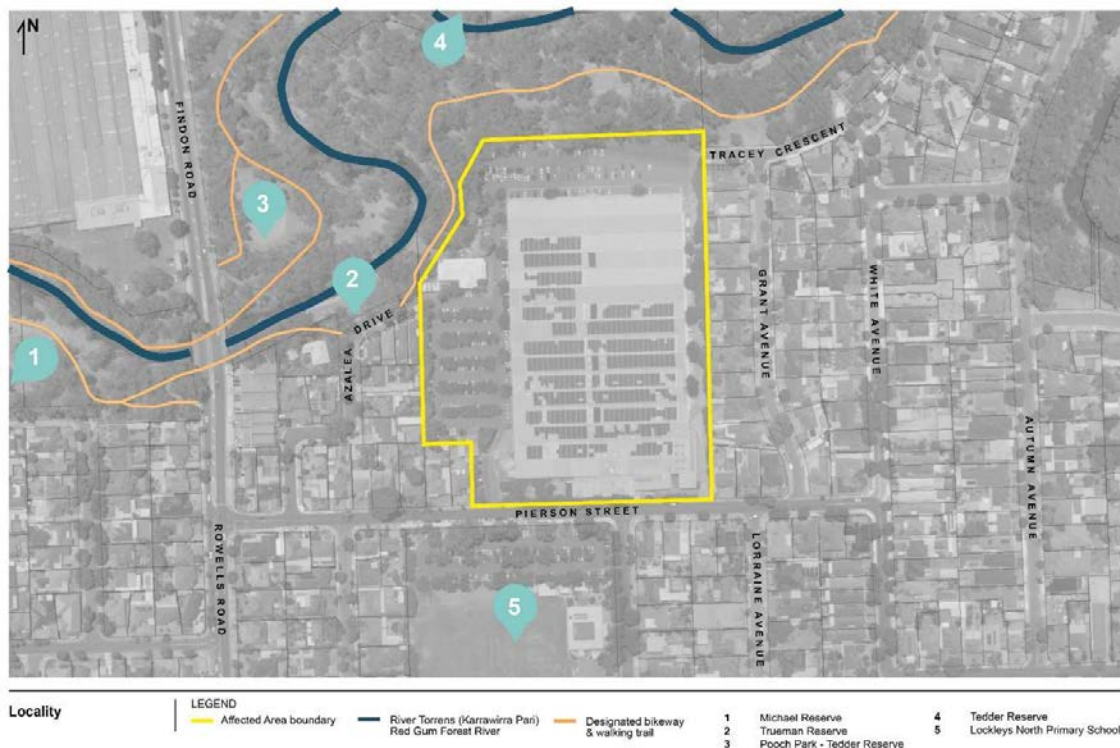 N
4
FINDON ROAD
TRACEY CRESCENT
3
2
AZALEA DRIVE
GRANT AVENUE
WHITE AVENUE
1
AUTUMN AVENUE
PIERSON STREET
ROWELLS ROAD
LORRAINE AVENUE
5
Locality
LEGEND
Affected Area boundary
River Torrens (Karrawirra Pari)
Red Gum Forest River
Designated bikeway
& walking trail
1 Michael Reserve
2 Trueman Reserve
3 Pooch Park - Tedder Reserve
4 Tedder Reserve
5 Lockleys North Primary School